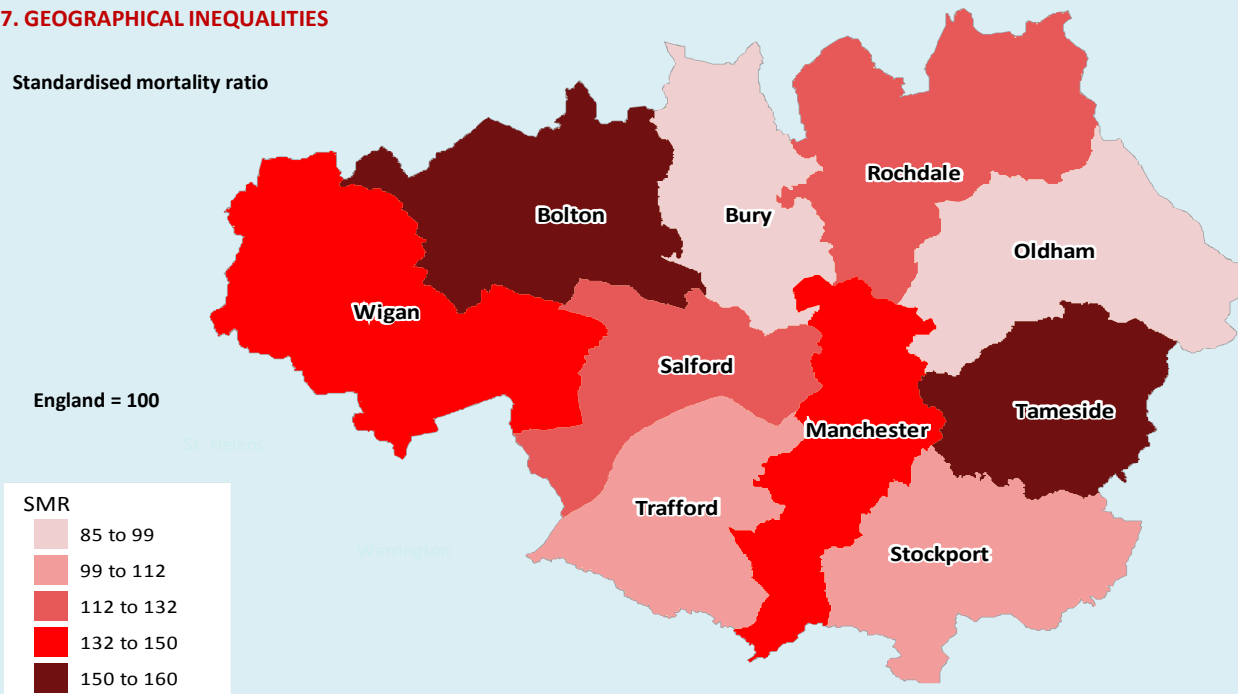 7. GEOGRAPHICAL INEQUALITIES
Standardised mortality ratio
Rochdale
Bolton
Bury
Oldham
Wigan
Salford
England = 100
Tameside
Manchester
St. Helens
Trafford
Warrington
Stockport
SMR
85 to 99
99 to 112
112 to 132
132 to 150
150 to 160